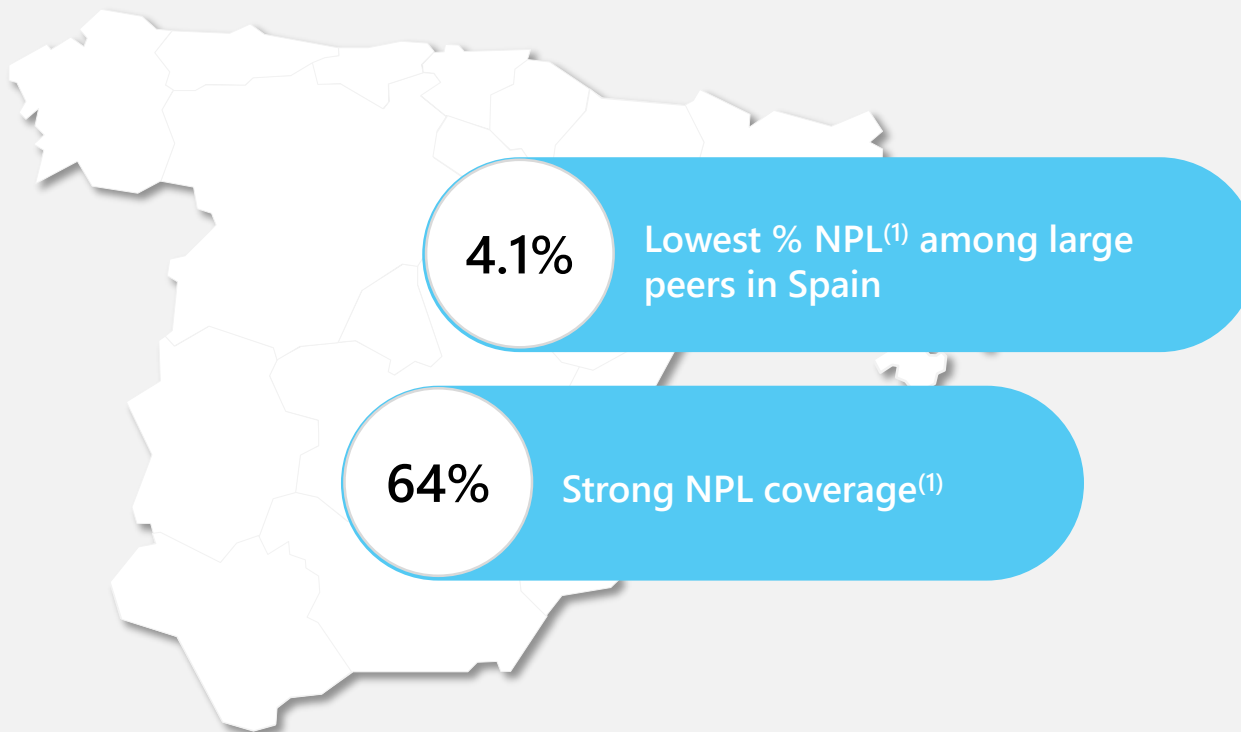 4.1%
Lowest % NPL(1) among large
peers in Spain
64%
Strong NPL coverage(1)